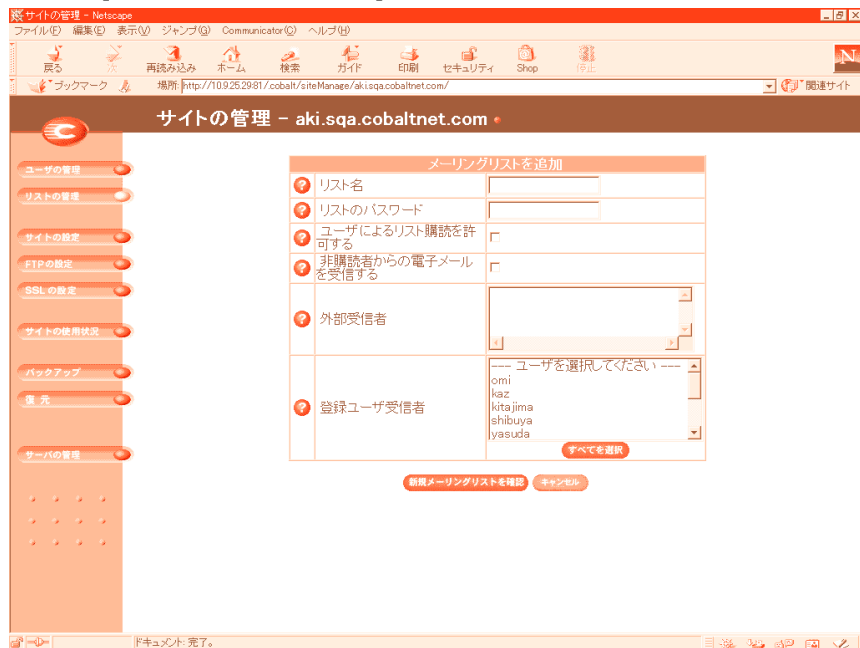 サイトの管理 - Netscape
ファイル(F) 編集(E) 表示(V) ジャンプ(G) Communicator(C) ヘルプ(H)
戻る 次 再読み込み ホーム 検索 ガイド 印刷 セキュリティ Shop 停止
ブックマーク 場所: http://10.9.25.29:81/.cobalt/siteManage/aki.sqa.cobaltnet.com/ 関連サイト
サイトの管理 – aki.sqa.cobaltnet.com
ユーザの管理
リストの管理
サイトの設定
FTPの設定
SSLの設定
サイトの使用状況
バックアップ
復元
サーバの管理
メーリングリストを追加
リスト名
リストのパスワード
ユーザによるリスト購読を許
可する
非購読者からの電子メール
を受信する
外部受信者
登録ユーザ受信者
--- ユーザを選択してください ---
omi
kaz
kitajima
shibuya
yasuda
すべてを選択
新規メーリングリストを確認 キャンセル
ドキュメント: 完了。